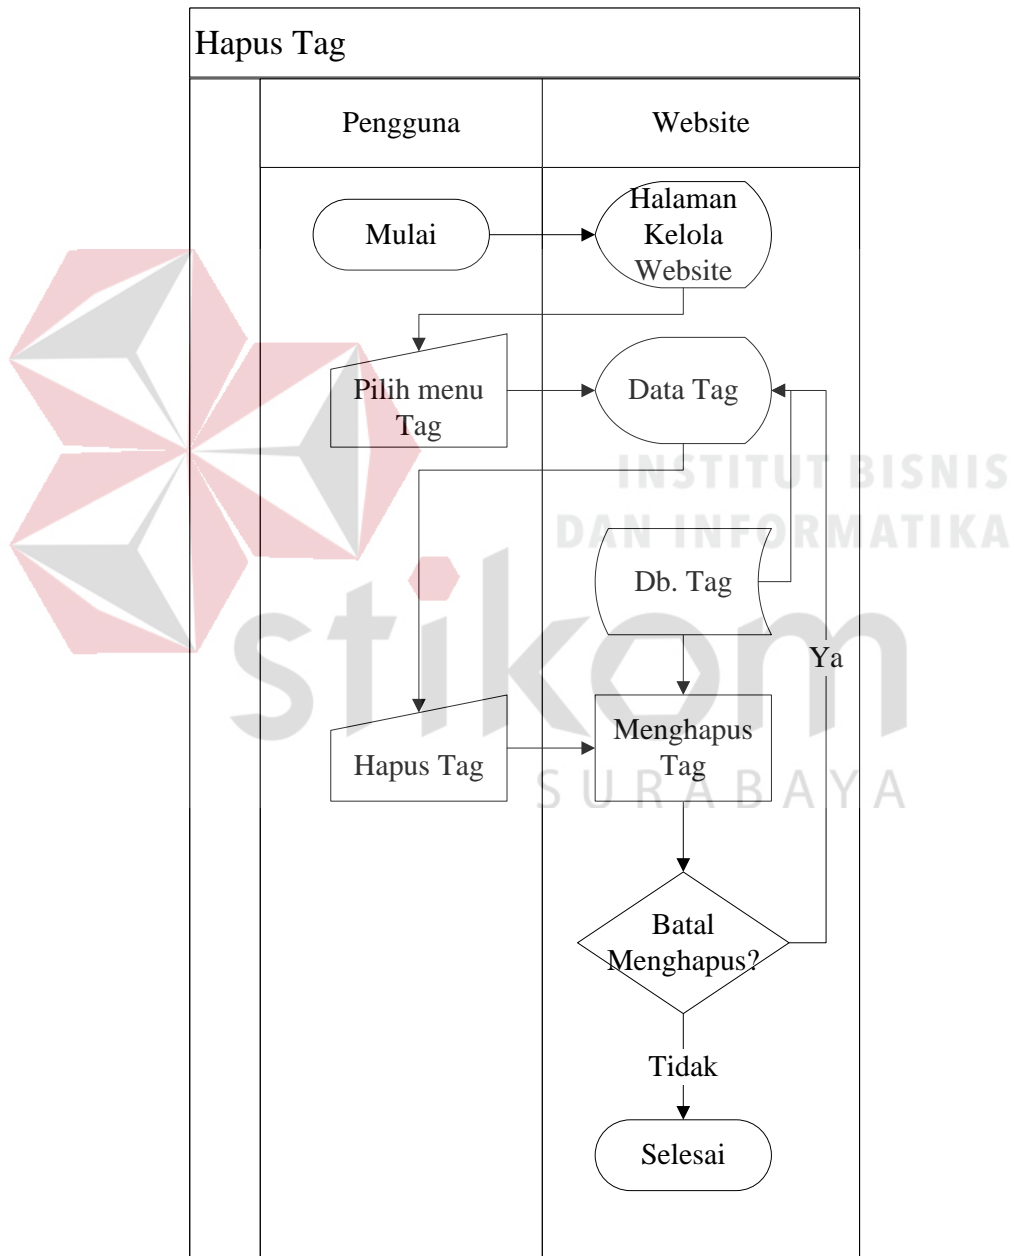 Hapus Tag
Pengguna
Website
Mulai
Halaman
Kelola
Website
Pilih menu
Tag
Data Tag
INSTITUT BISNIS
DAN INFORMATIKA
Db. Tag
stikom
Ya
Hapus Tag
Menghapus
Tag
SURABAYA
Batal
Menghapus?
Tidak
Selesai